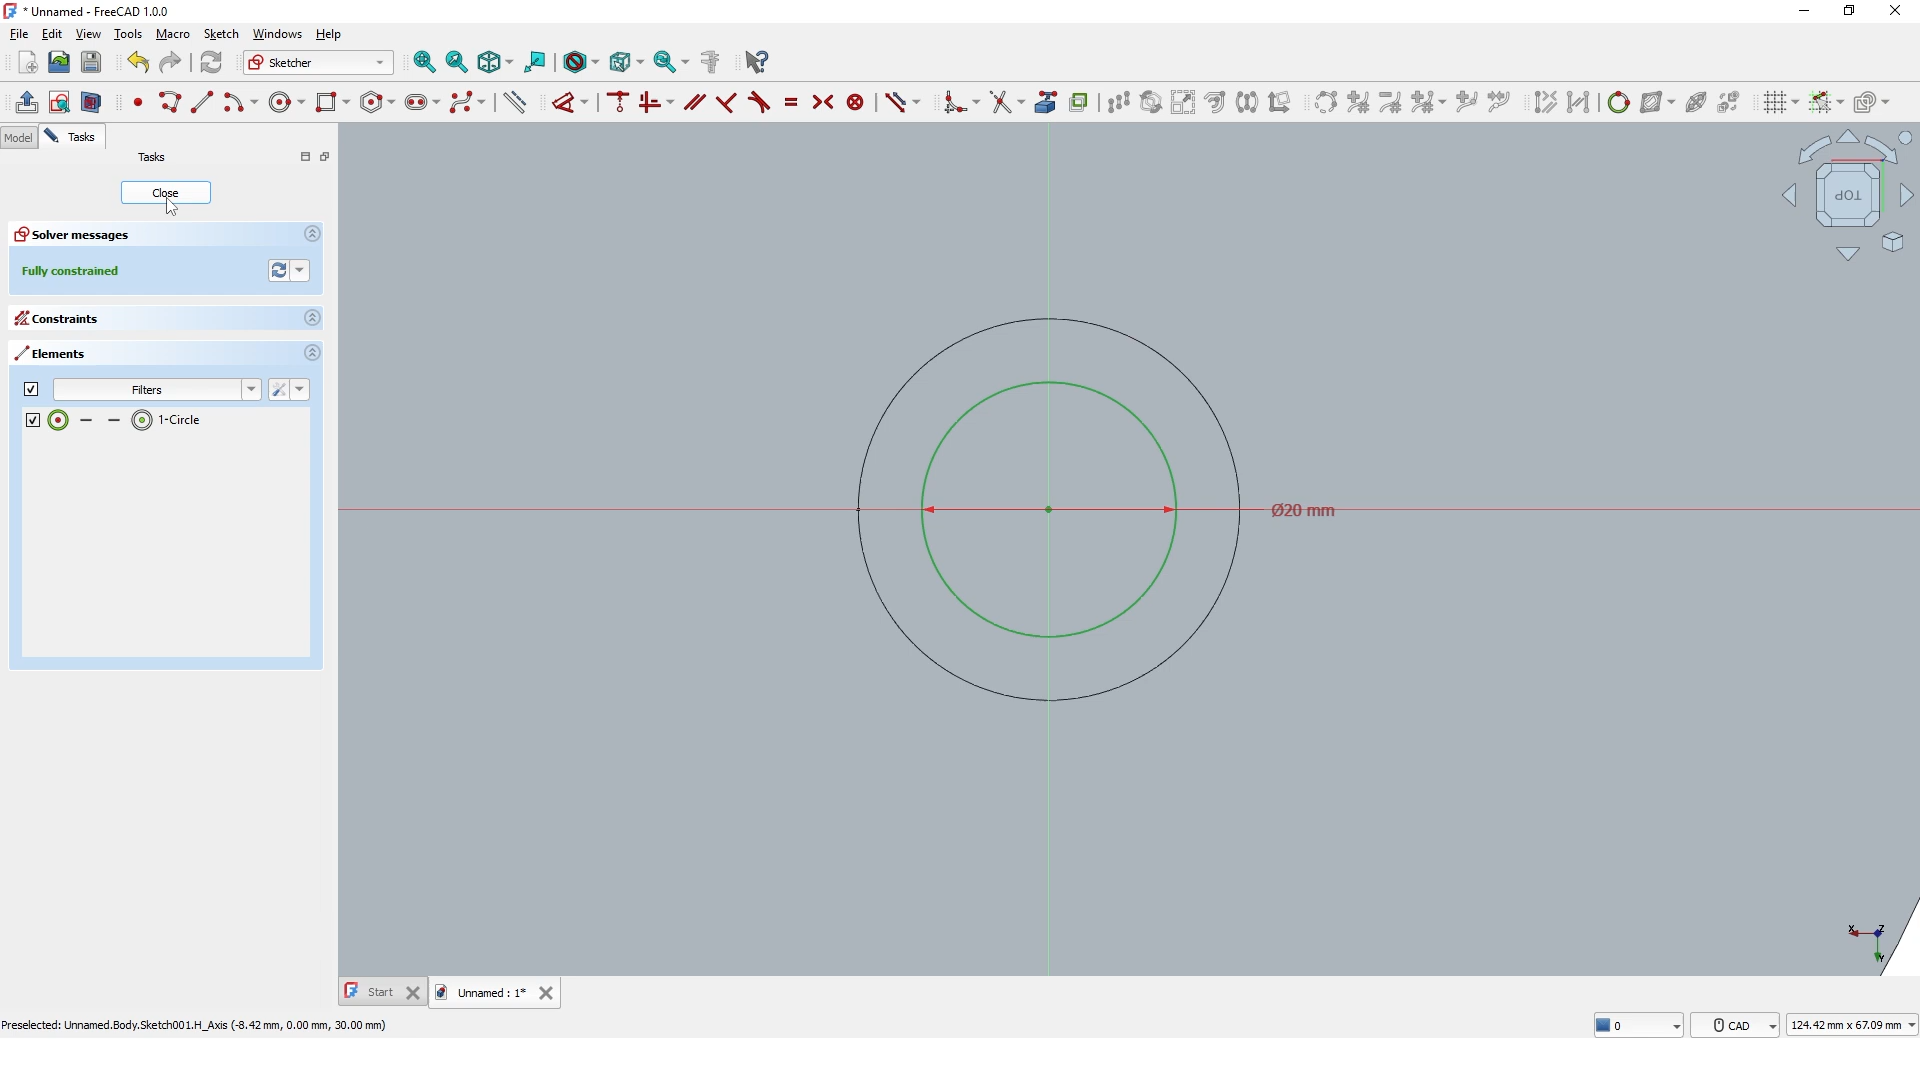 * Unnamed - FreeCAD 1.0.0
File Edit View Tools Macro Sketch Windows Help
Sketcher
Model Tasks
Tasks
Close
Solver messages
Fully constrained
Constraints
Elements
Filters
1-Circle
Ø20 mm
TOP
X Z
Y
Start Unnamed : 1*
Preselected: Unnamed.Body.Sketch001.H_Axis (-8.42 mm, 0.00 mm, 30.00 mm)
0 CAD 124.42 mm x 67.09 mm